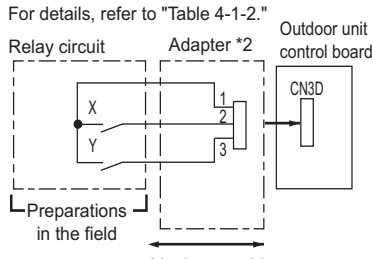 For details, refer to "Table 4-1-2."
Relay circuit
Adapter *2
Outdoor unit
control board
CN3D
X
Y
1
2
3
Preparations
in the field